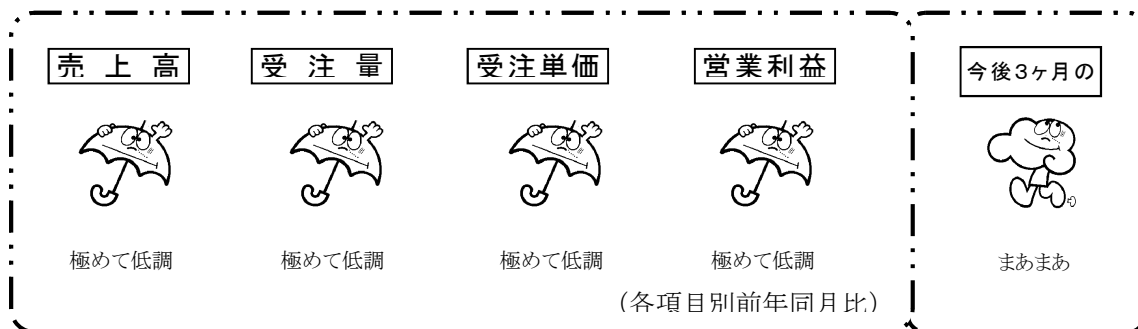 売上高 受注量 受注単価 営業利益 今後3ヶ月の
極めて低調 極めて低調 極めて低調 極めて低調 まあまあ
(各項目別前年同月比)